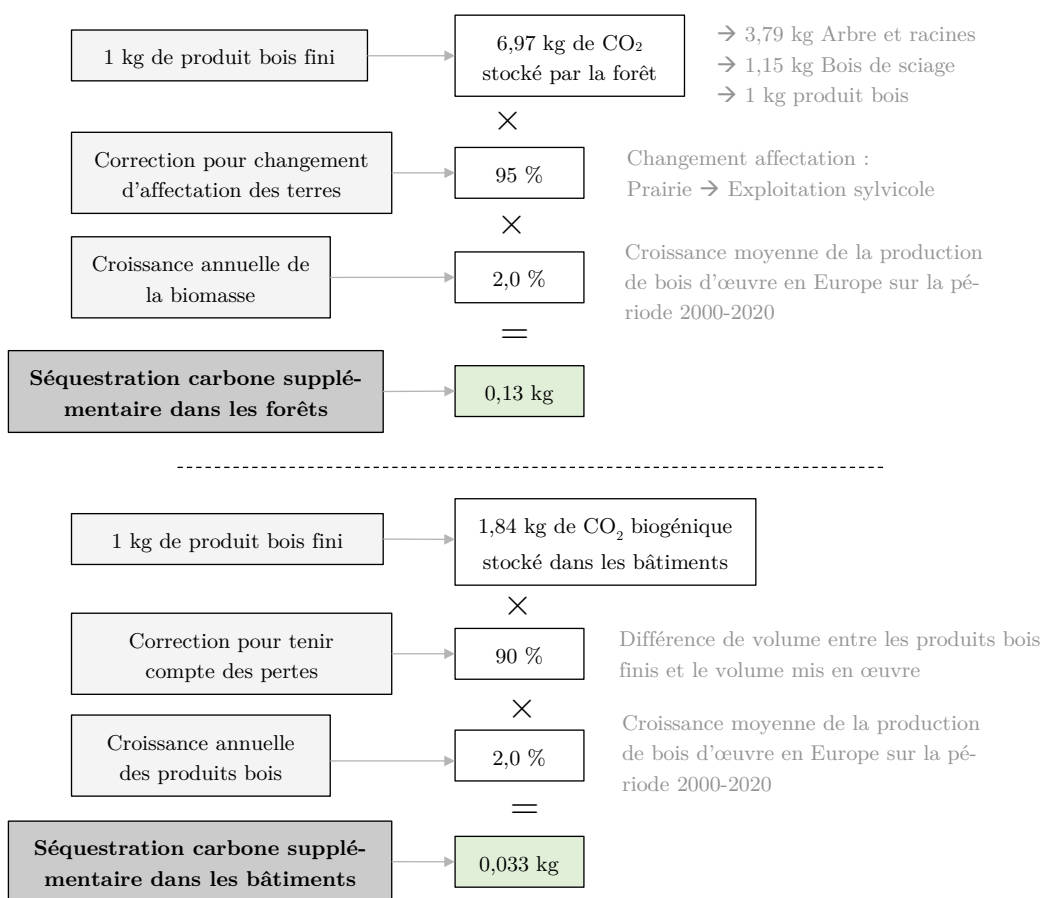 1 kg de produit bois fini
6,97 kg de CO₂
stocké par la forêt
→ 3,79 kg Arbre et racines
→ 1,15 kg Bois de sciage
→ 1 kg produit bois
×
Correction pour changement
d'affectation des terres
95 %
Changement affectation :
Prairie → Exploitation sylvicole
×
Croissance annuelle de
la biomasse
2,0 %
Croissance moyenne de la production
de bois d'œuvre en Europe sur la pé-
riode 2000-2020
=
Séquestration carbone supplé-
mentaire dans les forêts
0,13 kg
1 kg de produit bois fini
1,84 kg de CO₂ biogénique
stocké dans les bâtiments
×
Correction pour tenir
compte des pertes
90 %
Différence de volume entre les produits bois
finis et le volume mis en œuvre
×
Croissance annuelle
des produits bois
2,0 %
Croissance moyenne de la production
de bois d'œuvre en Europe sur la pé-
riode 2000-2020
=
Séquestration carbone supplé-
mentaire dans les bâtiments
0,033 kg